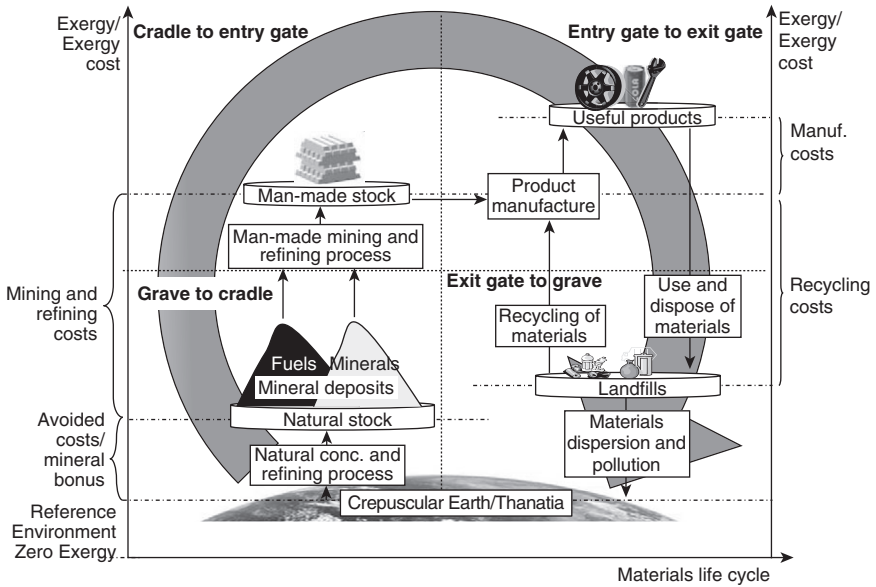 Exergy/
Exergy
cost
Cradle to entry gate
Entry gate to exit gate
Exergy/
Exergy
cost
COLA
Useful products
Manuf.
costs
Man-made stock
Product
manufacture
Man-made mining and
refining process
Mining and
refining
costs
Grave to cradle
Exit gate to grave
Use and
dispose of
materials
Recycling
costs
Recycling of
materials
Fuels
Minerals
Mineral deposits
Landfills
Natural stock
Avoided
costs/
mineral
bonus
Natural conc. and
refining process
Materials
dispersion and
pollution
Crepuscular Earth/Thanatia
Reference
Environment
Zero Exergy
Materials life cycle